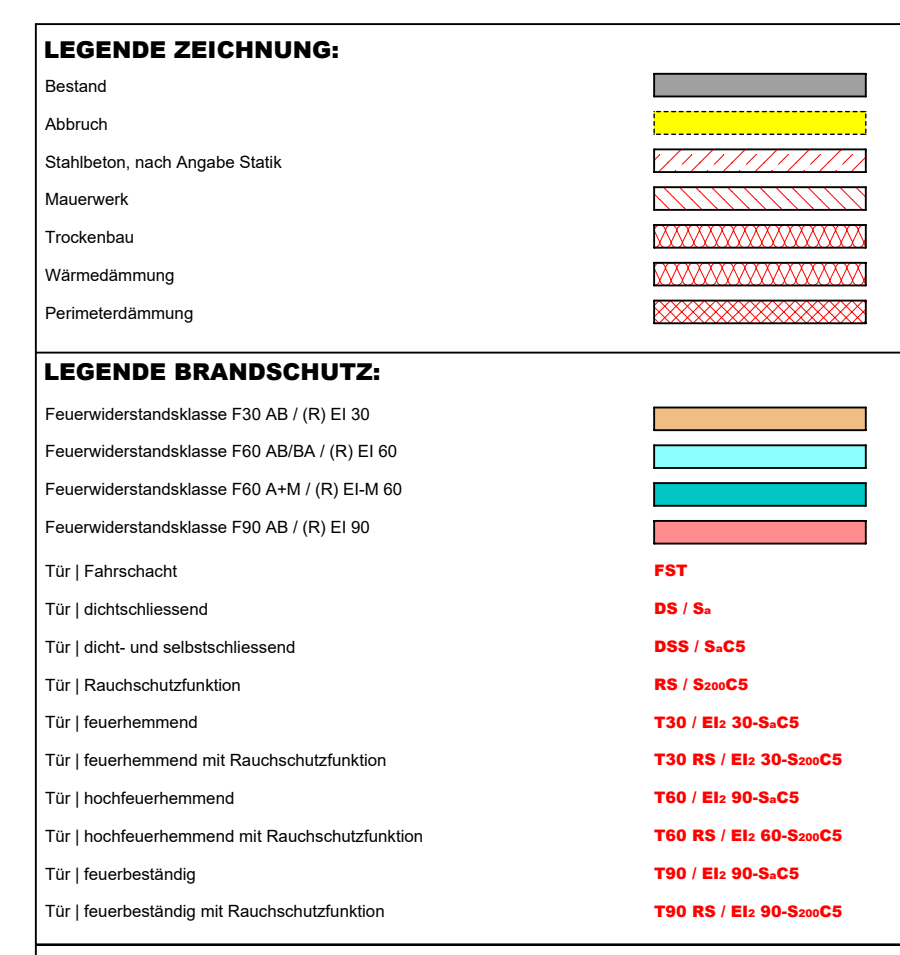 LEGENDE ZEICHNUNG:
Bestand
Abbruch
Stahlbeton, nach Angabe Statik
Mauerwerk
Trockenbau
Wärmedämmung
Perimeterdämmung
LEGENDE BRANDSCHUTZ:
Feuerwiderstandsklasse F30 AB / (R) EI 30
Feuerwiderstandsklasse F60 AB/BA / (R) EI 60
Feuerwiderstandsklasse F60 A+M / (R) EI-M 60
Feuerwiderstandsklasse F90 AB / (R) EI 90
Tür | Fahrschacht FST
Tür | dichtschliessend DS / Sa
Tür | dicht- und selbstschliessend DSS / SaC5
Tür | Rauchschutzfunktion RS / S200C5
Tür | feuerhemmend T30 / EI2 30-SaC5
Tür | feuerhemmend mit Rauchschutzfunktion T30 RS / EI2 30-S200C5
Tür | hochfeuerhemmend T60 / EI2 90-SaC5
Tür | hochfeuerhemmend mit Rauchschutzfunktion T60 RS / EI2 60-S200C5
Tür | feuerbeständig T90 / EI2 90-SaC5
Tür | feuerbeständig mit Rauchschutzfunktion T90 RS / EI2 90-S200C5